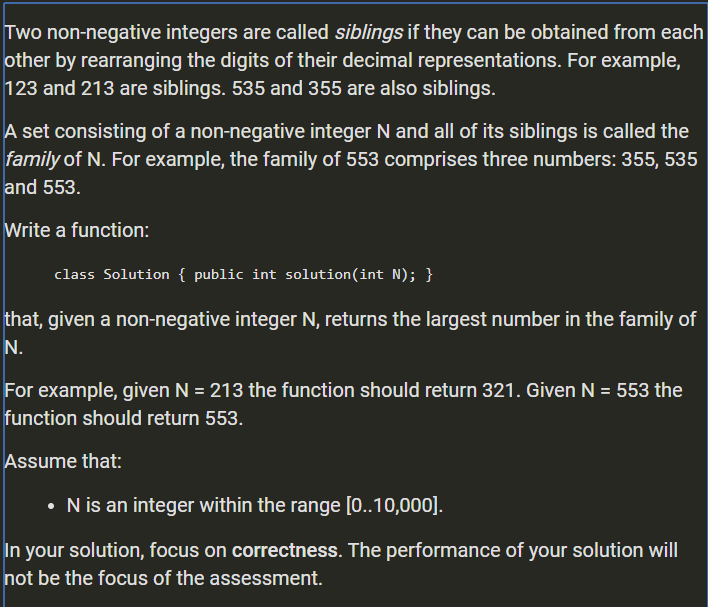 Two non-negative integers are called siblings if they can be obtained from each
other by rearranging the digits of their decimal representations. For example,
123 and 213 are siblings. 535 and 355 are also siblings.
A set consisting of a non-negative integer N and all of its siblings is called the
family of N. For example, the family of 553 comprises three numbers: 355, 535
and 553.
Write a function:
class Solution { public int solution(int N); }
that, given a non-negative integer N, returns the largest number in the family of
N.
For example, given N = 213 the function should return 321. Given N = 553 the
function should return 553.
Assume that:
• N is an integer within the range [0..10,000].
In your solution, focus on correctness. The performance of your solution will
not be the focus of the assessment.